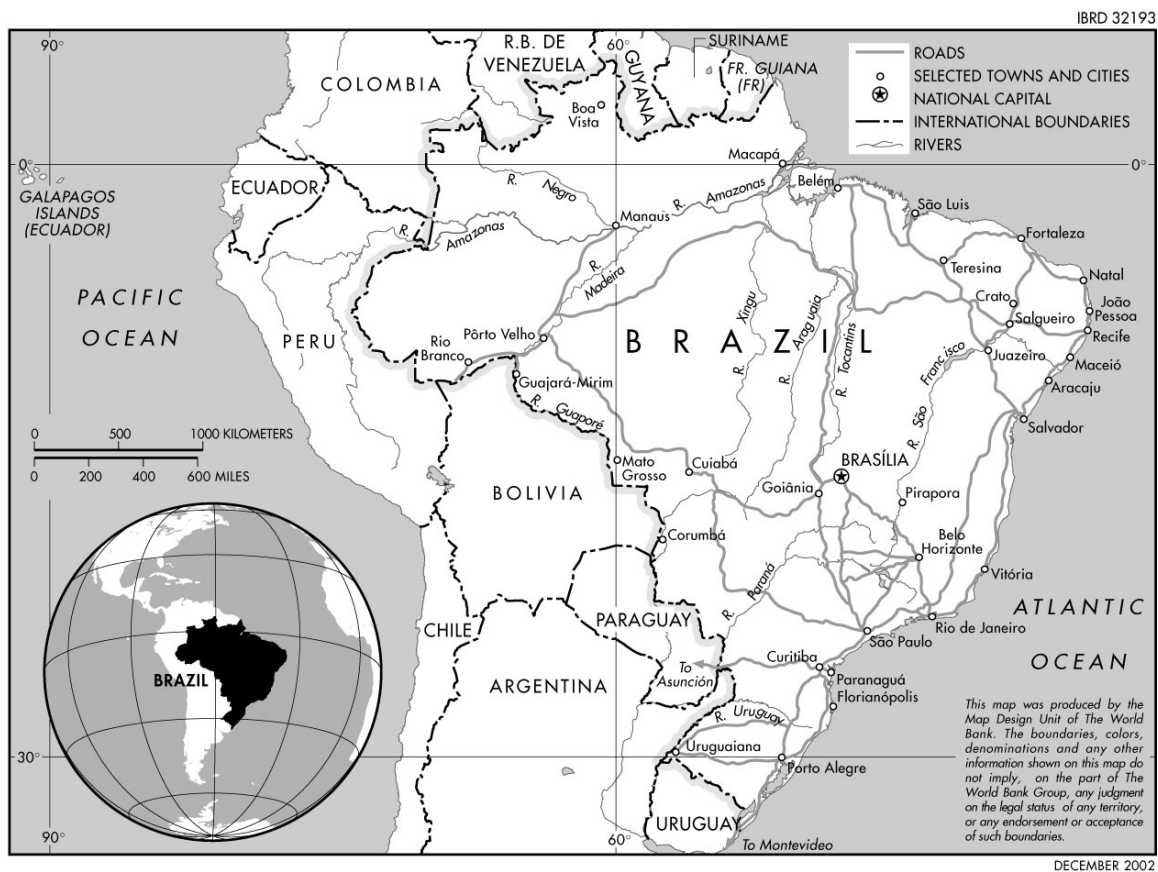 IBRD 32193
90°
60°
R.B. DE
VENEZUELA
GUYANA
SURINAME
FR. GUIANA
(FR)
COLOMBIA
ROADS
SELECTED TOWNS AND CITIES
NATIONAL CAPITAL
INTERNATIONAL BOUNDARIES
RIVERS
Boa
Vista
0°
0°
GALAPAGOS
ISLANDS
(ECUADOR)
ECUADOR
Macapá
Belém
R. Negro
R. Amazonas
São Luis
Manaus
R. Amazonas
Fortaleza
Teresina
R. Madeira
Natal
PACIFIC
OCEAN
Crato
João
Pessoa
Salgueiro
Recife
PERU
BRAZIL
R. Xingu
R. Araguaia
R. Tocantins
R. São Francisco
Pôrto Velho
Rio
Branco
Juazeiro
Maceió
Guajará-Mirim
Aracaju
R. Guaporé
Salvador
0 500 1000 KILOMETERS
0 200 400 600 MILES
Mato
Grosso
Cuiabá
BRASÍLIA
Goiânia
Pirapora
BOLIVIA
Corumbá
Belo
Horizonte
Vitória
R. Paraná
ATLANTIC
OCEAN
PARAGUAY
CHILE
Rio de Janeiro
São Paulo
Curitiba
To
Asunción
Paranaguá
Florianópolis
BRAZIL
ARGENTINA
R. Uruguay
Uruguaiana
30°
Porto Alegre
URUGUAY
To Montevideo
90°
60°
This map was produced by the
Map Design Unit of The World
Bank. The boundaries, colors,
denominations and any other
information shown on this map do
not imply, on the part of The
World Bank Group, any judgment
on the legal status of any territory,
or any endorsement or acceptance
of such boundaries.
DECEMBER 2002